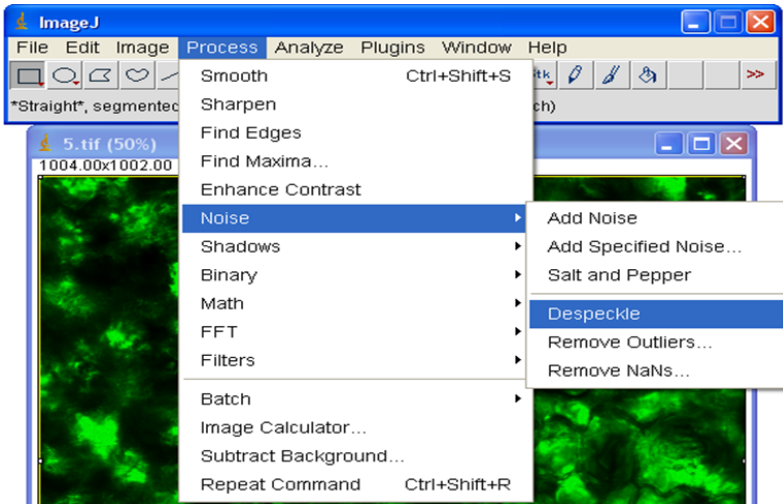 ImageJ
File Edit Image Process Analyze Plugins Window Help
Stk >>
*Straight*, segmented ch)
5.tif (50%)
1004.00x1002.00
Smooth Ctrl+Shift+S
Sharpen
Find Edges
Find Maxima...
Enhance Contrast
Noise
Shadows
Binary
Math
FFT
Filters
Batch
Image Calculator...
Subtract Background...
Repeat Command Ctrl+Shift+R
Add Noise
Add Specified Noise...
Salt and Pepper
Despeckle
Remove Outliers...
Remove NaNs...